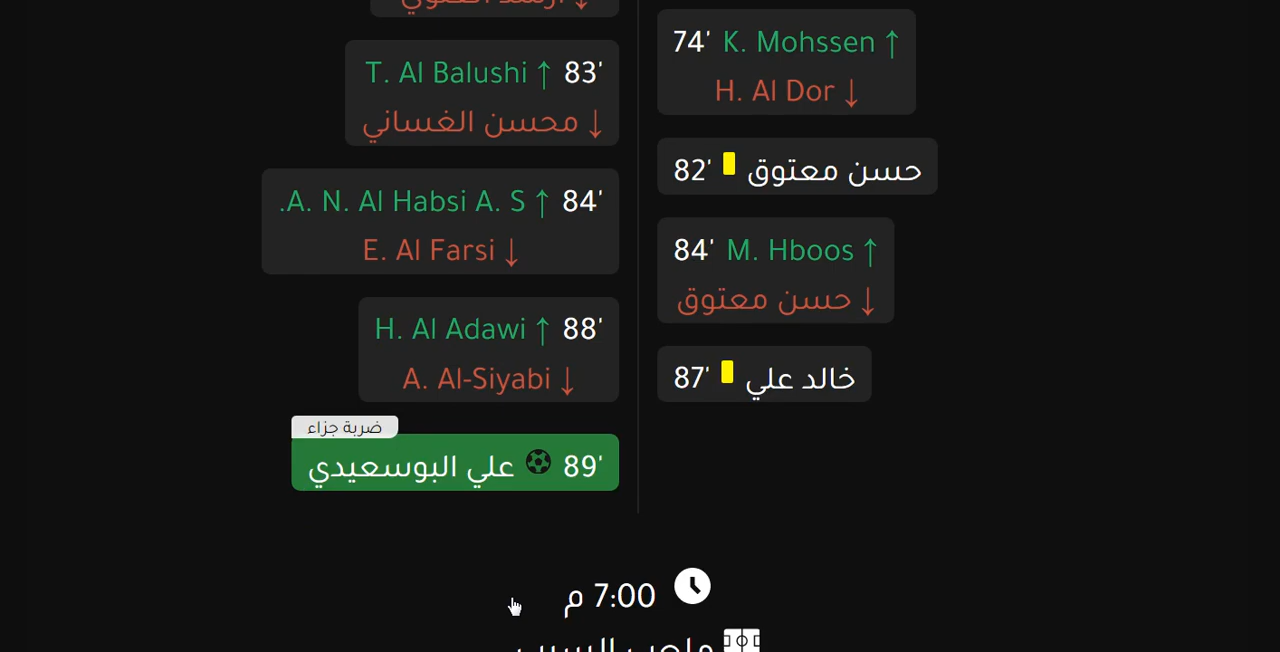 74' K. Mohssen ↑
H. Al Dor ↓
T. Al Balushi ↑ 83'
↓ محسن الغساني
82' حسن معتوق
.A. N. Al Habsi A. S ↑ 84'
E. Al Farsi ↓
84' M. Hboos ↑
↓ حسن معتوق
H. Al Adawi ↑ 88'
A. Al-Siyabi ↓
87' خالد علي
ضربة جزاء
89' علي البوسعيدي
7:00 م